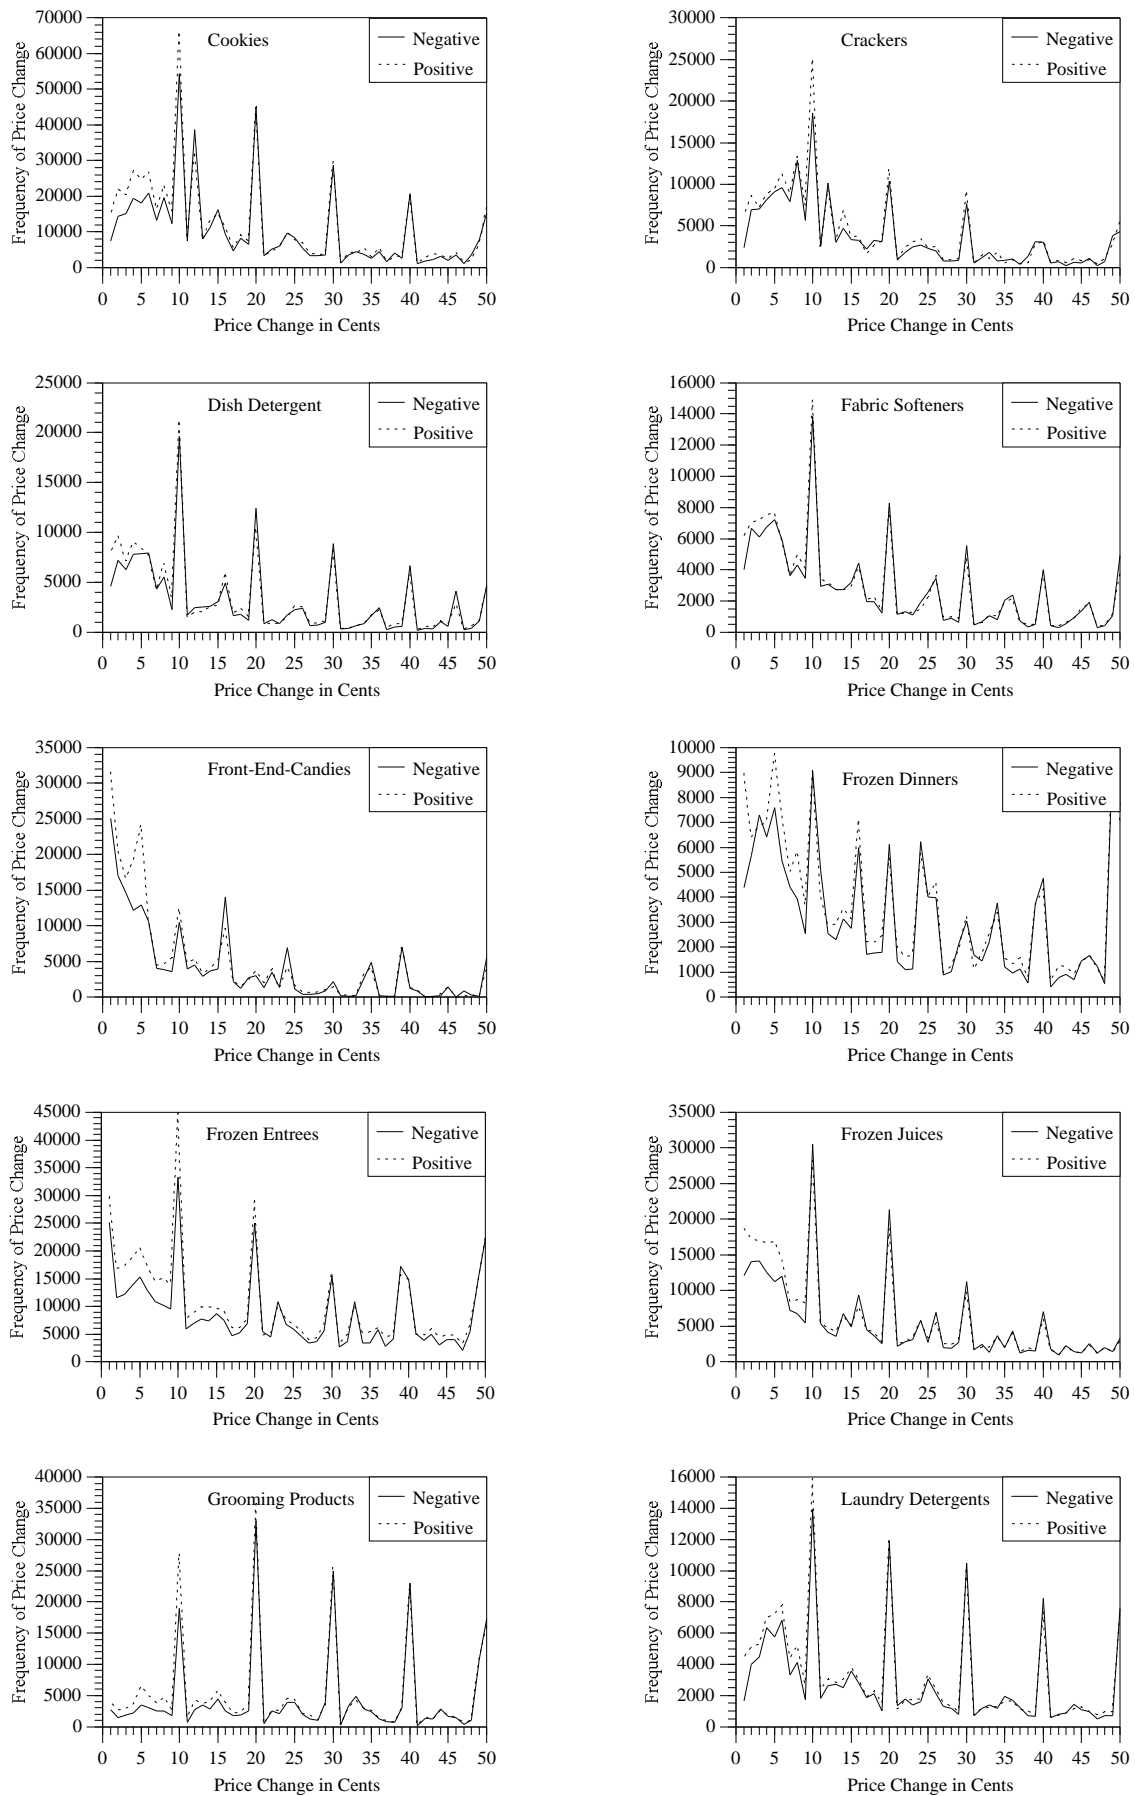 Cookies
Negative
Positive
Frequency of Price Change
70000
60000
50000
40000
30000
20000
10000
0
0 5 10 15 20 25 30 35 40 45 50
Price Change in Cents
Crackers
Negative
Positive
Frequency of Price Change
30000
25000
20000
15000
10000
5000
0
0 5 10 15 20 25 30 35 40 45 50
Price Change in Cents
Dish Detergent
Negative
Positive
Frequency of Price Change
25000
20000
15000
10000
5000
0
0 5 10 15 20 25 30 35 40 45 50
Price Change in Cents
Fabric Softeners
Negative
Positive
Frequency of Price Change
16000
14000
12000
10000
8000
6000
4000
2000
0
0 5 10 15 20 25 30 35 40 45 50
Price Change in Cents
Front-End-Candies
Negative
Positive
Frequency of Price Change
35000
30000
25000
20000
15000
10000
5000
0
0 5 10 15 20 25 30 35 40 45 50
Price Change in Cents
Frozen Dinners
Negative
Positive
Frequency of Price Change
10000
9000
8000
7000
6000
5000
4000
3000
2000
1000
0
0 5 10 15 20 25 30 35 40 45 50
Price Change in Cents
Frozen Entrees
Negative
Positive
Frequency of Price Change
45000
40000
35000
30000
25000
20000
15000
10000
5000
0
0 5 10 15 20 25 30 35 40 45 50
Price Change in Cents
Frozen Juices
Negative
Positive
Frequency of Price Change
35000
30000
25000
20000
15000
10000
5000
0
0 5 10 15 20 25 30 35 40 45 50
Price Change in Cents
Grooming Products
Negative
Positive
Frequency of Price Change
40000
35000
30000
25000
20000
15000
10000
5000
0
0 5 10 15 20 25 30 35 40 45 50
Price Change in Cents
Laundry Detergents
Negative
Positive
Frequency of Price Change
16000
14000
12000
10000
8000
6000
4000
2000
0
0 5 10 15 20 25 30 35 40 45 50
Price Change in Cents